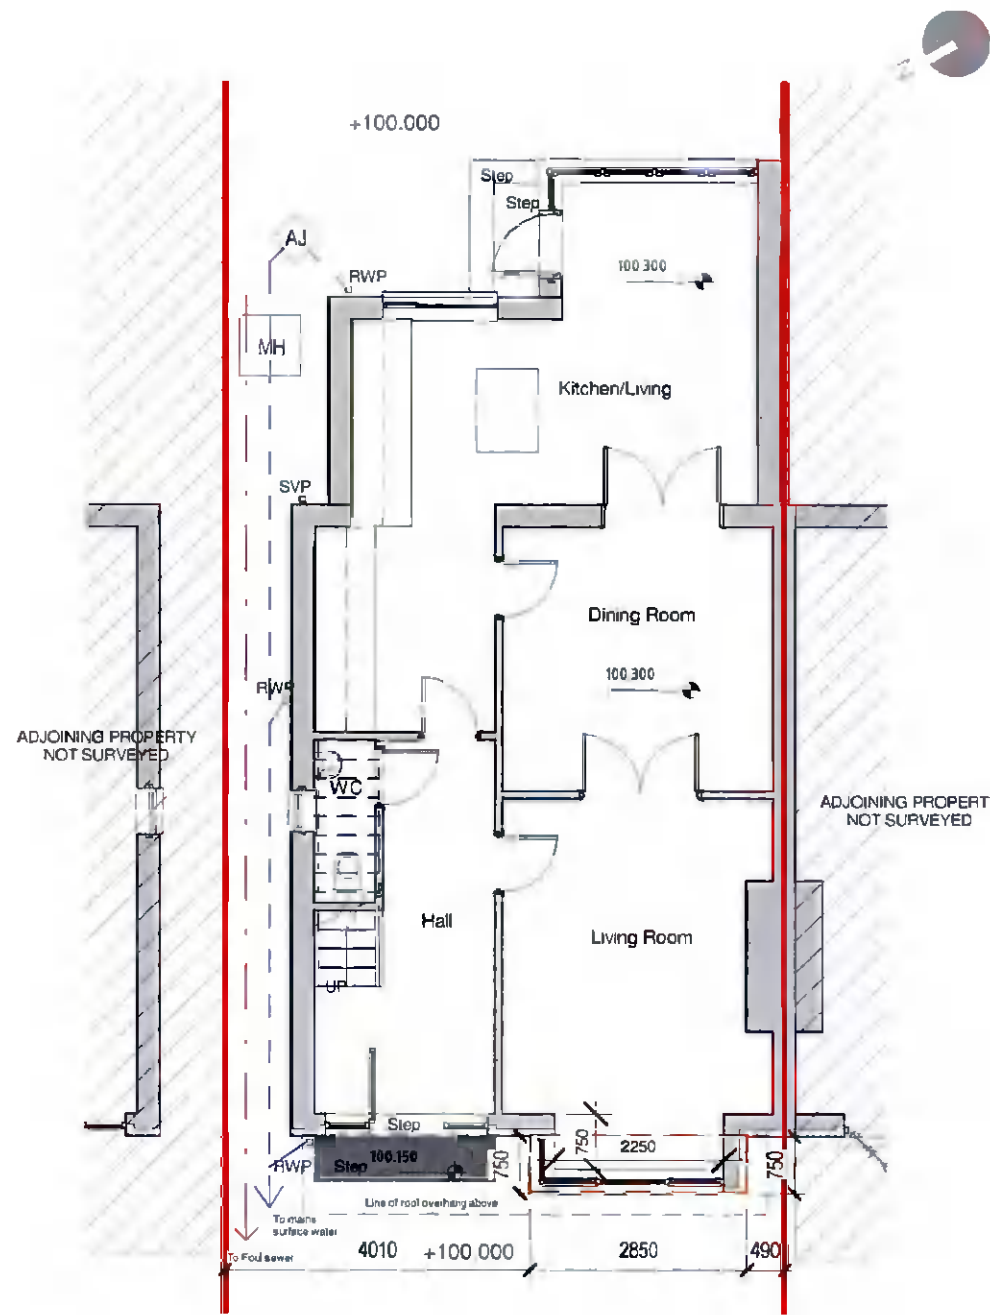 N
+100.000
Step
Step
AJ
RWP
100.300
MH
Kitchen/Living
SVP
Dining Room
100.300
RWP
ADJOINING PROPERTY
NOT SURVEYED
WC
ADJOINING PROPERT
NOT SURVEYED
Hall
Living Room
UP
Step
RWP
Step
100.150
750
750
2250
750
Line of roof overhang above
To mains
surface water
To Foul sewer
4010
+100.000
2850
490